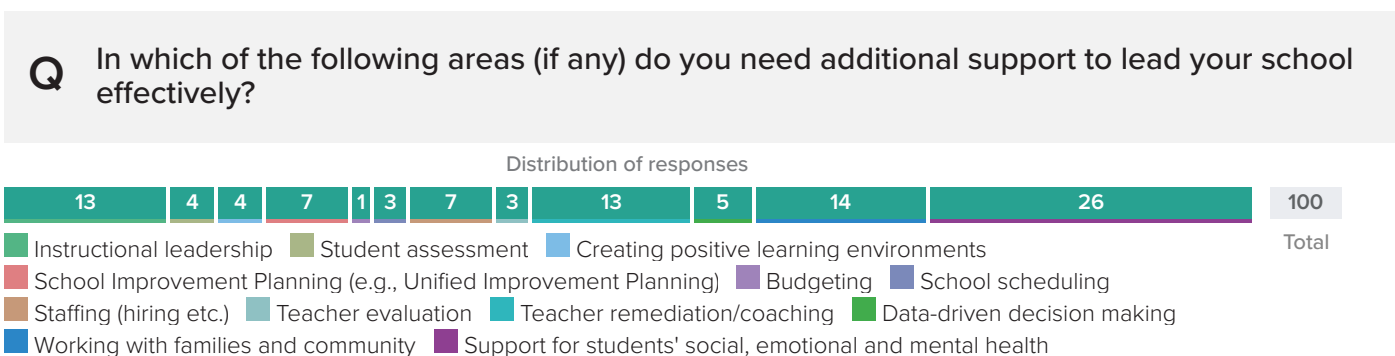 Q In which of the following areas (if any) do you need additional support to lead your school
effectively?
Distribution of responses
13 4 4 7 1 3 7 3 13 5 14 26 100
Instructional leadership Student assessment Creating positive learning environments Total
School Improvement Planning (e.g., Unified Improvement Planning) Budgeting School scheduling
Staffing (hiring etc.) Teacher evaluation Teacher remediation/coaching Data-driven decision making
Working with families and community Support for students' social, emotional and mental health